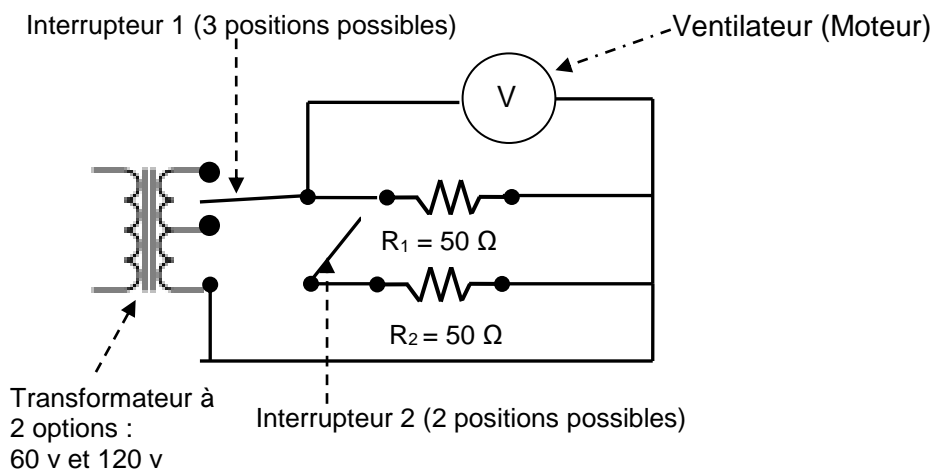 Interrupteur 1 (3 positions possibles)
Ventilateur (Moteur)
V
R1 = 50 Ω
R2 = 50 Ω
Transformateur à
2 options :
60 v et 120 v
Interrupteur 2 (2 positions possibles)